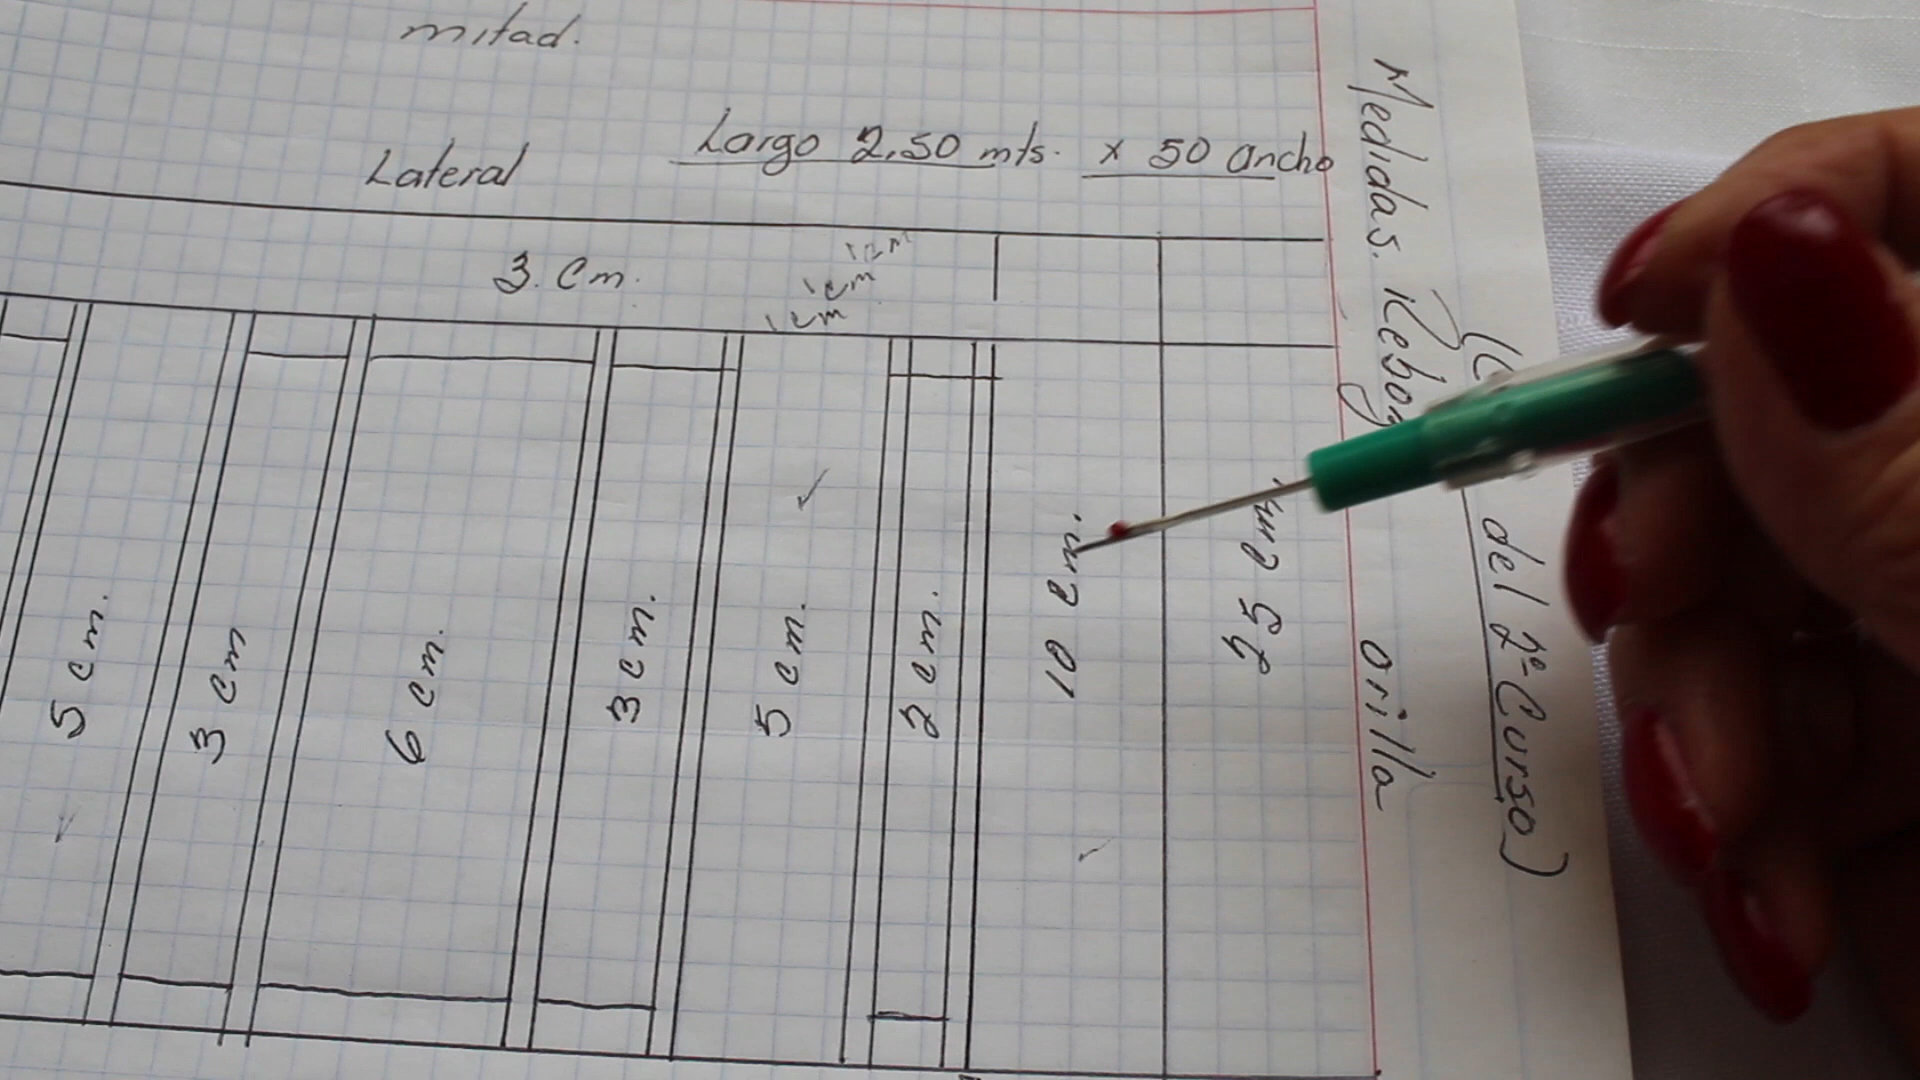 mitad.
Lateral
Largo 2.50 mts. x 50 ancho
3. Cm.
1cm
1cm
1cm
5 cm.
3 cm
6 cm.
3 cm.
5 cm.
2 cm.
10 cm.
25 cm.
Medidas. orilla
del 2º Curso)